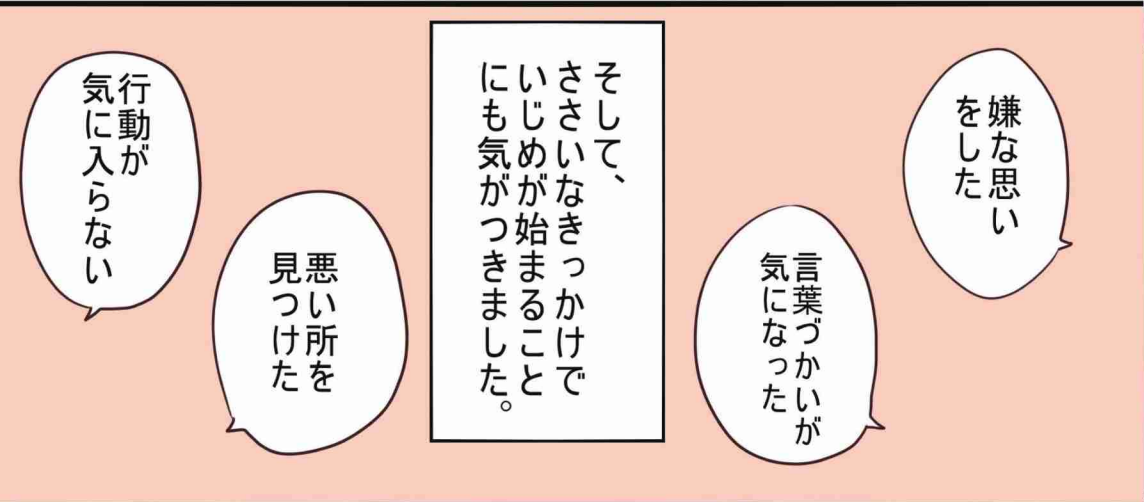 嫌な思い
をした
言葉づかいが
気になった
そして、
ささいなきっかけで
いじめが始まること
にも気がつきました。
悪い所を
見つけた
行動が
気に入らない